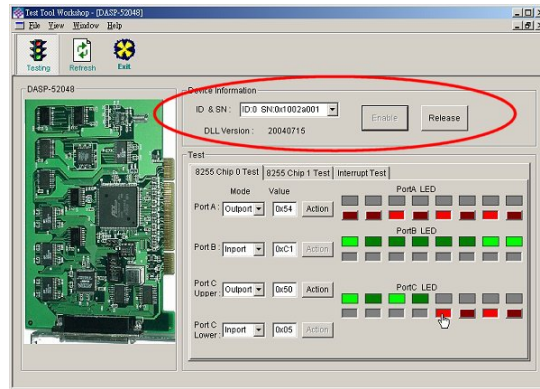 Test Tool Workshop - [DASP-52048]
File View Window Help
Testing Refresh Exit
DASP-52048
Device Information
ID & SN : ID:0 SN:0x1002a001
Enable Release
DLL Version : 20040715
Test
8255 Chip 0 Test 8255 Chip 1 Test Interrupt Test
Mode Value PortA LED
Port A : Outport 0x54 Action
PortB LED
Port B : Inport 0xC1 Action
Port C Upper : Outport 0x50 Action
PortC LED
Port C Lower : Inport 0x05 Action